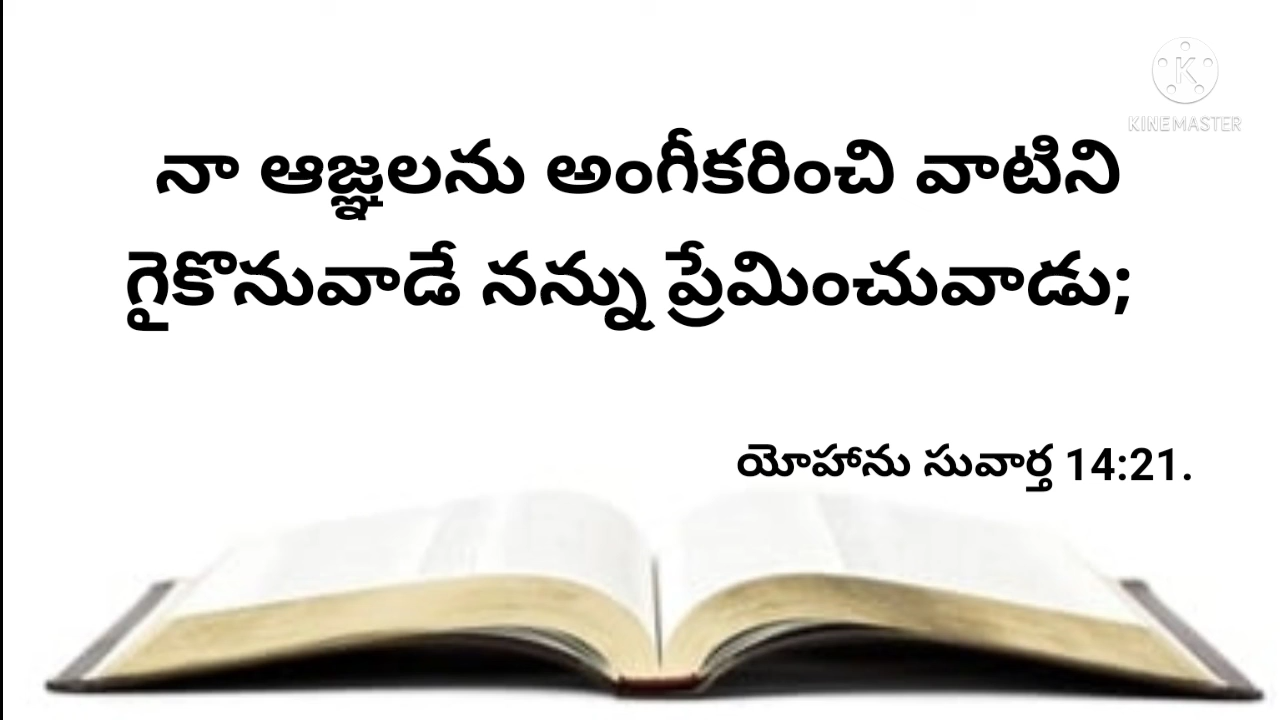 KINEMASTER
నా ఆజ్ఞలను అంగీకరించి వాటిని
గైకొనువాడే నన్ను ప్రేమించువాడు;
యోహాను సువార్త 14:21.